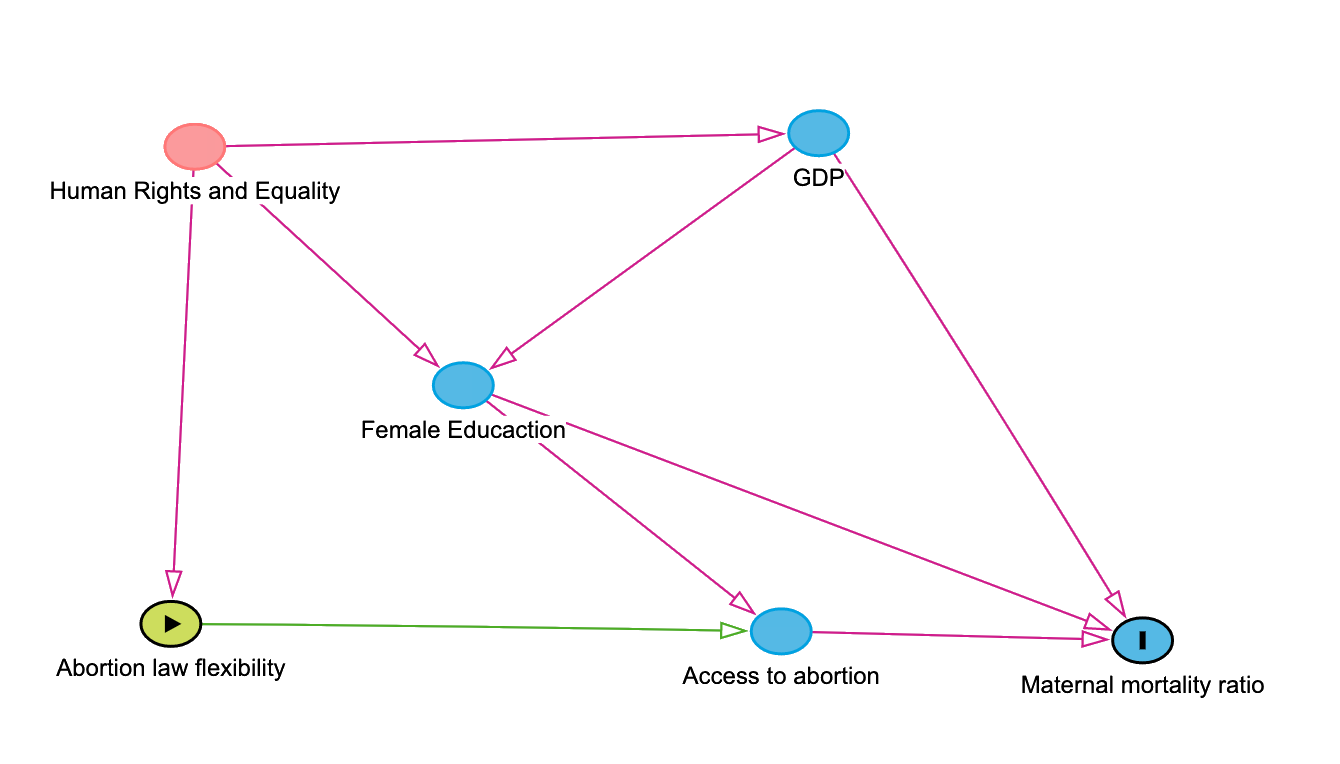 GDP
Human Rights and Equality
Female Educaction
Abortion law flexibility
Access to abortion
Maternal mortality ratio